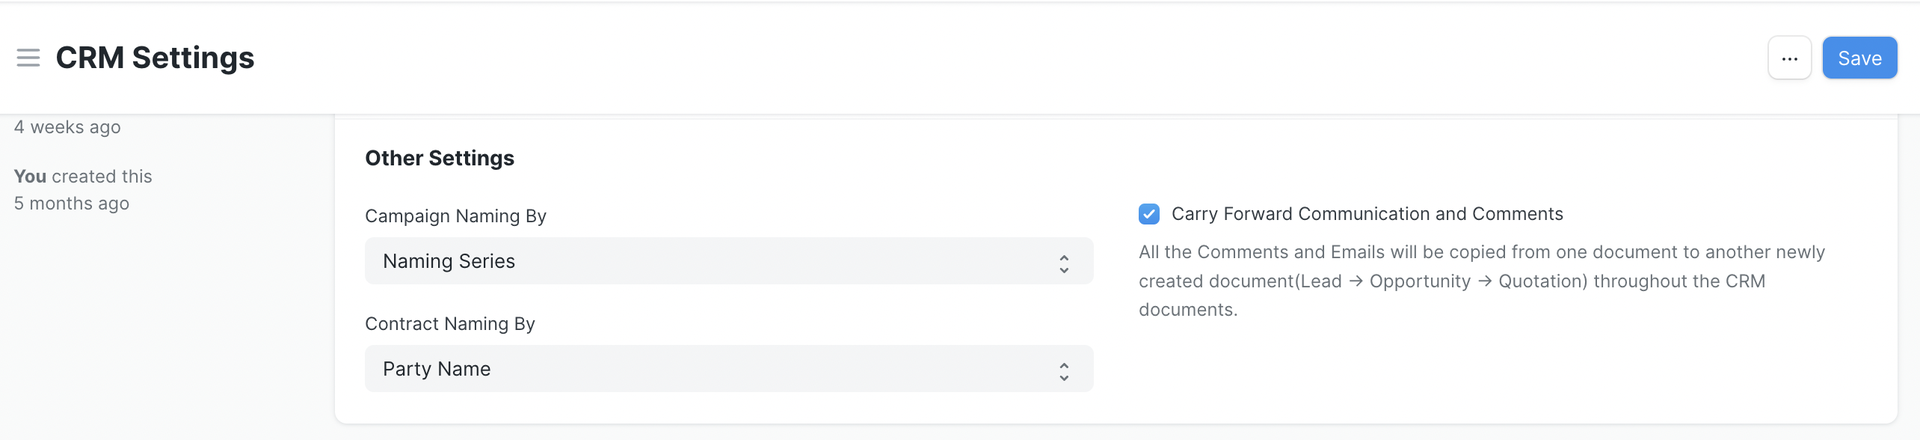 CRM Settings
...
Save
4 weeks ago
You created this
5 months ago
Other Settings
Campaign Naming By
Naming Series
Contract Naming By
Party Name
Carry Forward Communication and Comments
All the Comments and Emails will be copied from one document to another newly
created document(Lead → Opportunity → Quotation) throughout the CRM
documents.